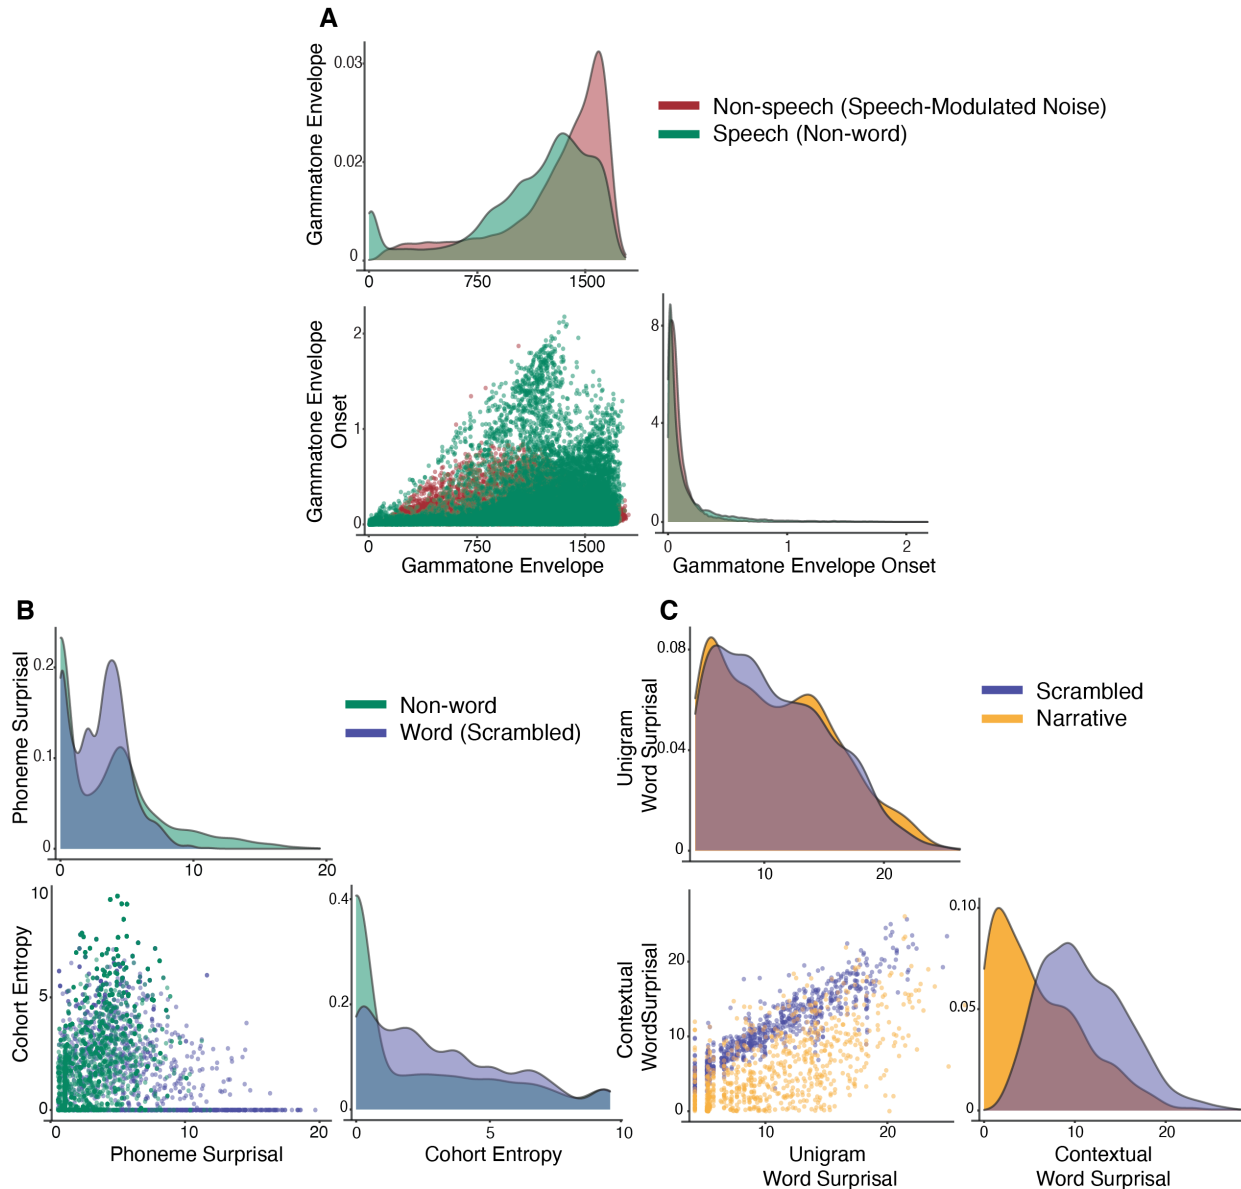 A
Gammatone Envelope
0.03
0.02
0
0
750
1500
Non-speech (Speech-Modulated Noise)
Speech (Non-word)
Gammatone Envelope
Onset
2
1
0
0
750
1500
Gammatone Envelope
8
4
0
0
1
2
Gammatone Envelope Onset
B
Phoneme Surprisal
0.2
0.1
0
0
10
20
Non-word
Word (Scrambled)
Cohort Entropy
10
5
0
0
10
20
Phoneme Surprisal
0.4
0.2
0
0
5
10
Cohort Entropy
C
Unigram
Word Surprisal
0.08
0.04
0
10
20
Scrambled
Narrative
Contextual
WordSurprisal
20
10
0
10
20
Unigram
Word Surprisal
0.10
0.05
0
0
10
20
Contextual
Word Surprisal